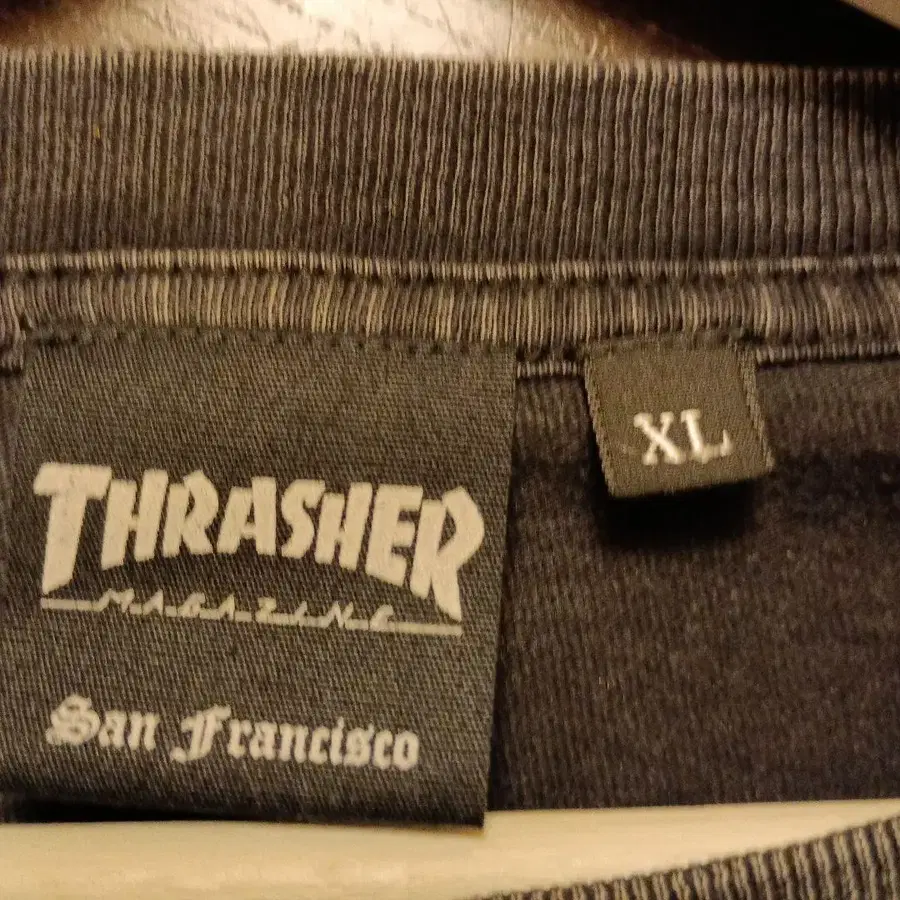 THRASHER
MAGAZINE
San Francisco
XL